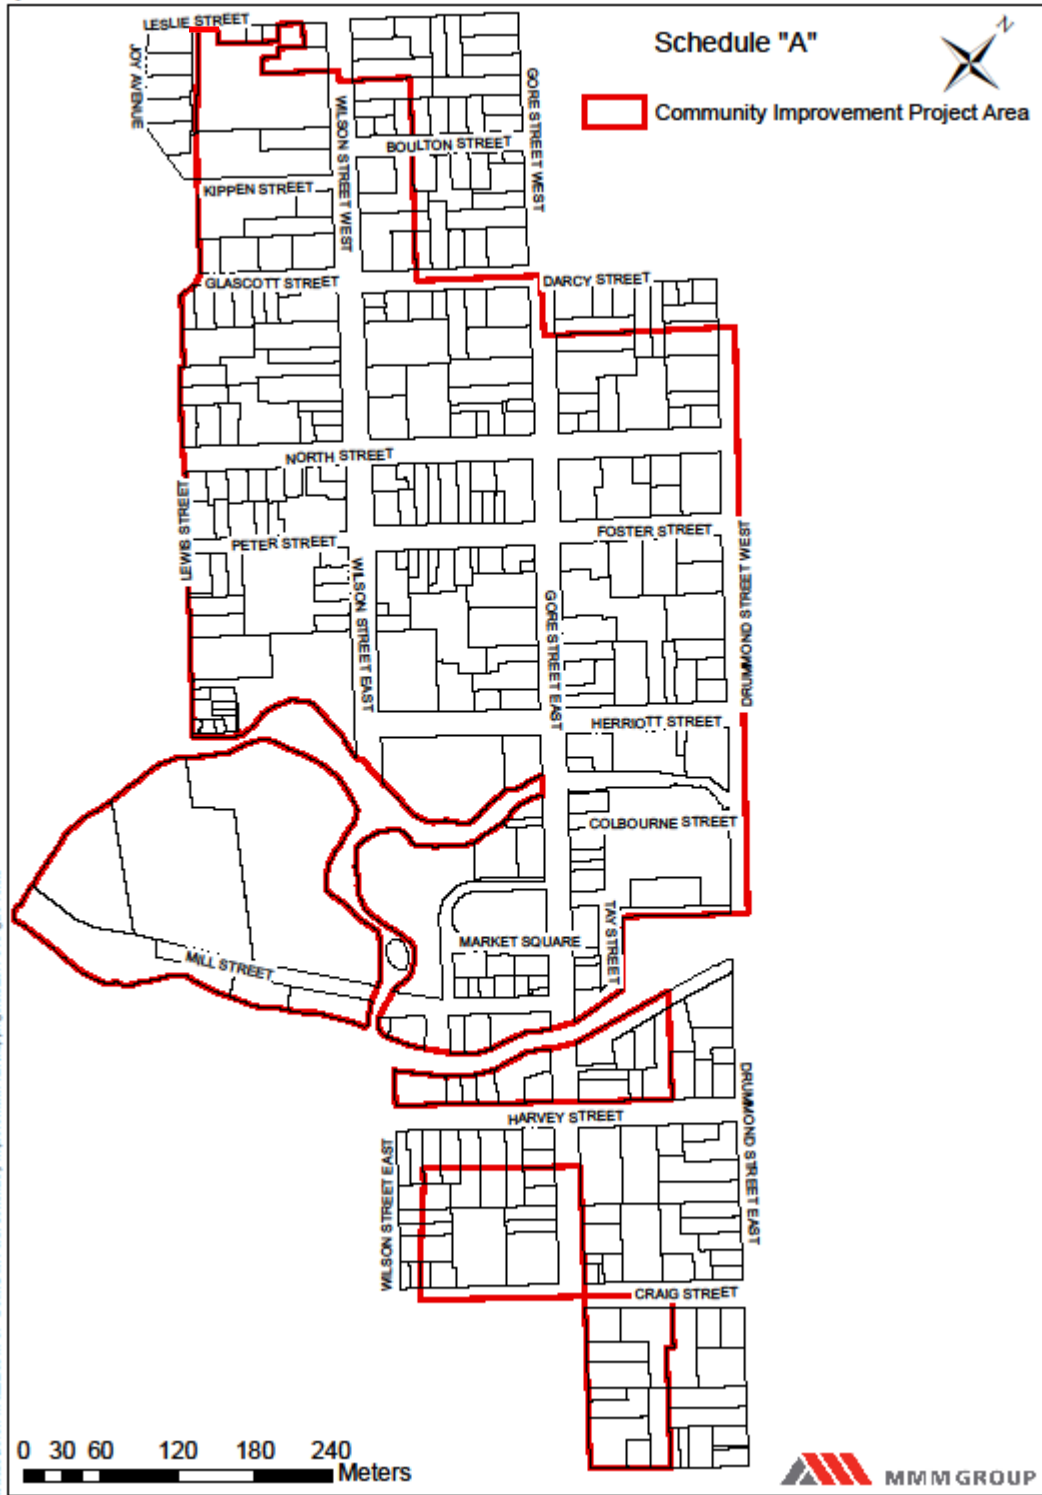 LESLIE STREET
Schedule "A"
N
JOY AVENUE
Community Improvement Project Area
GORE STREET WEST
WILSON STREET WEST
BOULTON STREET
KIPPEN STREET
GLASCOTT STREET
DARCY STREET
NORTH STREET
LEWIS STREET
PETER STREET
FOSTER STREET
DRUMMOND STREET WEST
WILSON STREET EAST
GORE STREET EAST
HERRIOTT STREET
COLBOURNE STREET
TAY STREET
MARKET SQUARE
MILL STREET
HARVEY STREET
DRUMMOND STREET EAST
WILSON STREET EAST
CRAIG STREET
0 30 60 120 180 240
Meters
MMM GROUP